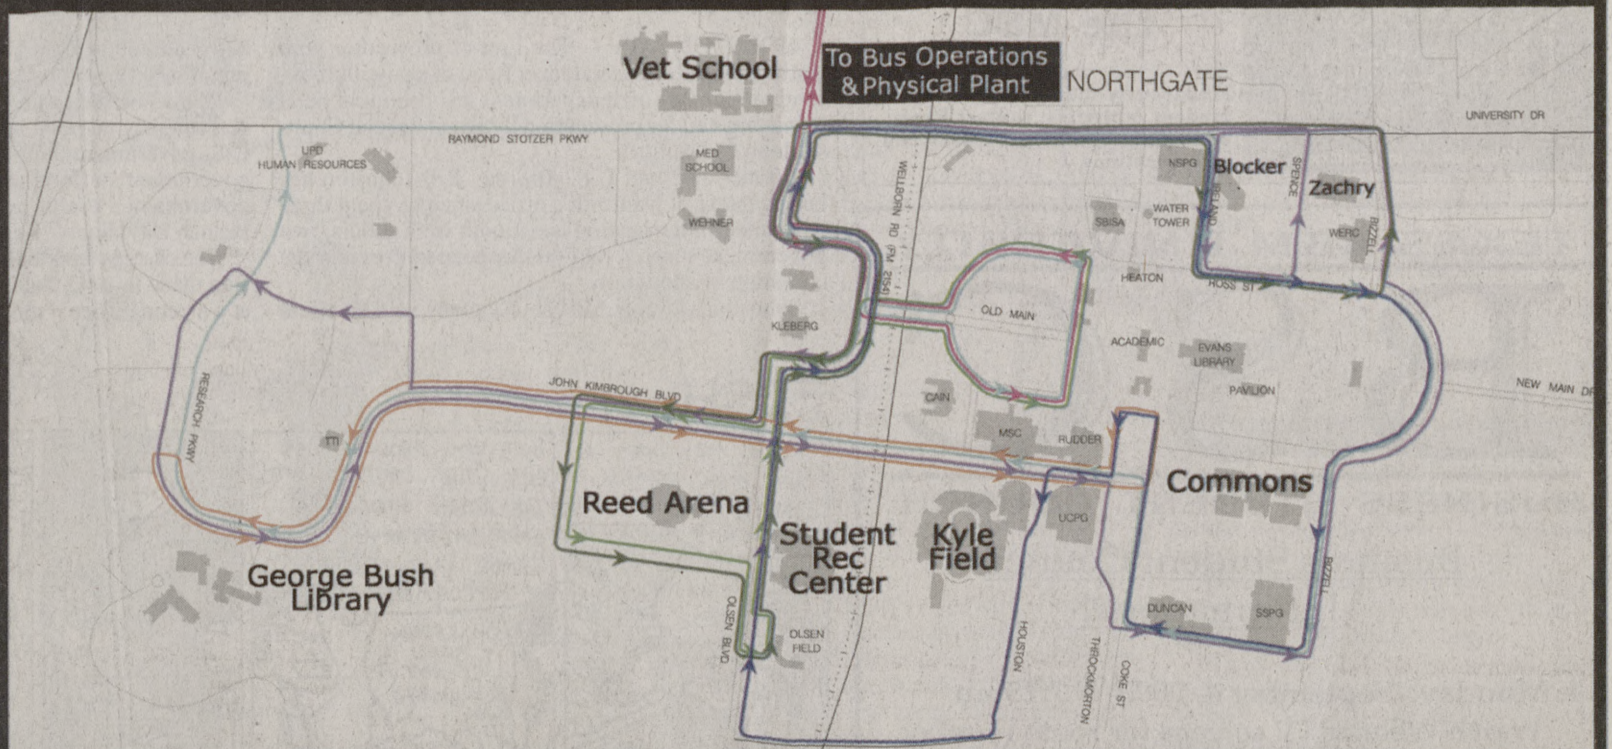 Vet School
To Bus Operations
& Physical Plant
NORTHGATE
UNIVERSITY DR
RAYMOND STOTZER PKWY
UPD
HUMAN RESOURCES
MED
SCHOOL
WEHNER
WELLBORN RD (FM 2154)
NSPG
Blocker
IRELAND
SPENCE
Zachry
SBISA
WATER
TOWER
WERC
BIZZELL
HEATON
ROSS ST
KLEBERG
OLD MAIN
ACADEMIC
EVANS
LIBRARY
PAVILION
NEW MAIN DR
JOHN KIMBROUGH BLVD
RESEARCH PKWY
TTI
CAIN
MSC
RUDDER
Commons
Reed Arena
Student
Rec
Center
Kyle
Field
UCPG
George Bush
Library
OLSEN BLVD
OLSEN
FIELD
HOUSTON
THROCKMORTON
COKE ST
DUNCAN
SSPG
BIZZELL